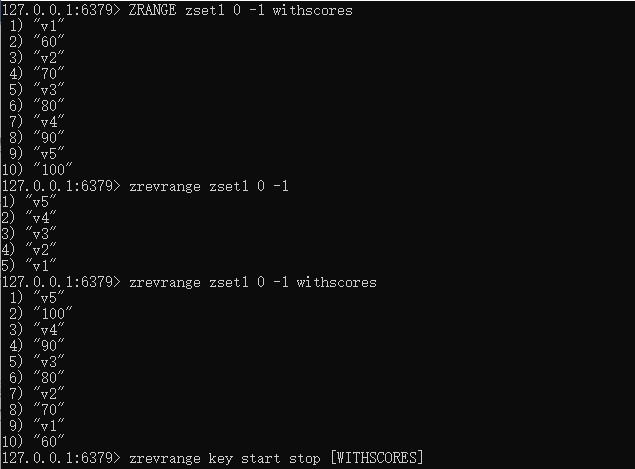 127.0.0.1:6379> ZRANGE zset1 0 -1 withscores
 1) "v1"
 2) "60"
 3) "v2"
 4) "70"
 5) "v3"
 6) "80"
 7) "v4"
 8) "90"
 9) "v5"
10) "100"
127.0.0.1:6379> zrevrange zset1 0 -1
1) "v5"
2) "v4"
3) "v3"
4) "v2"
5) "v1"
127.0.0.1:6379> zrevrange zset1 0 -1 withscores
 1) "v5"
 2) "100"
 3) "v4"
 4) "90"
 5) "v3"
 6) "80"
 7) "v2"
 8) "70"
 9) "v1"
10) "60"
127.0.0.1:6379> zrevrange key start stop [WITHSCORES]